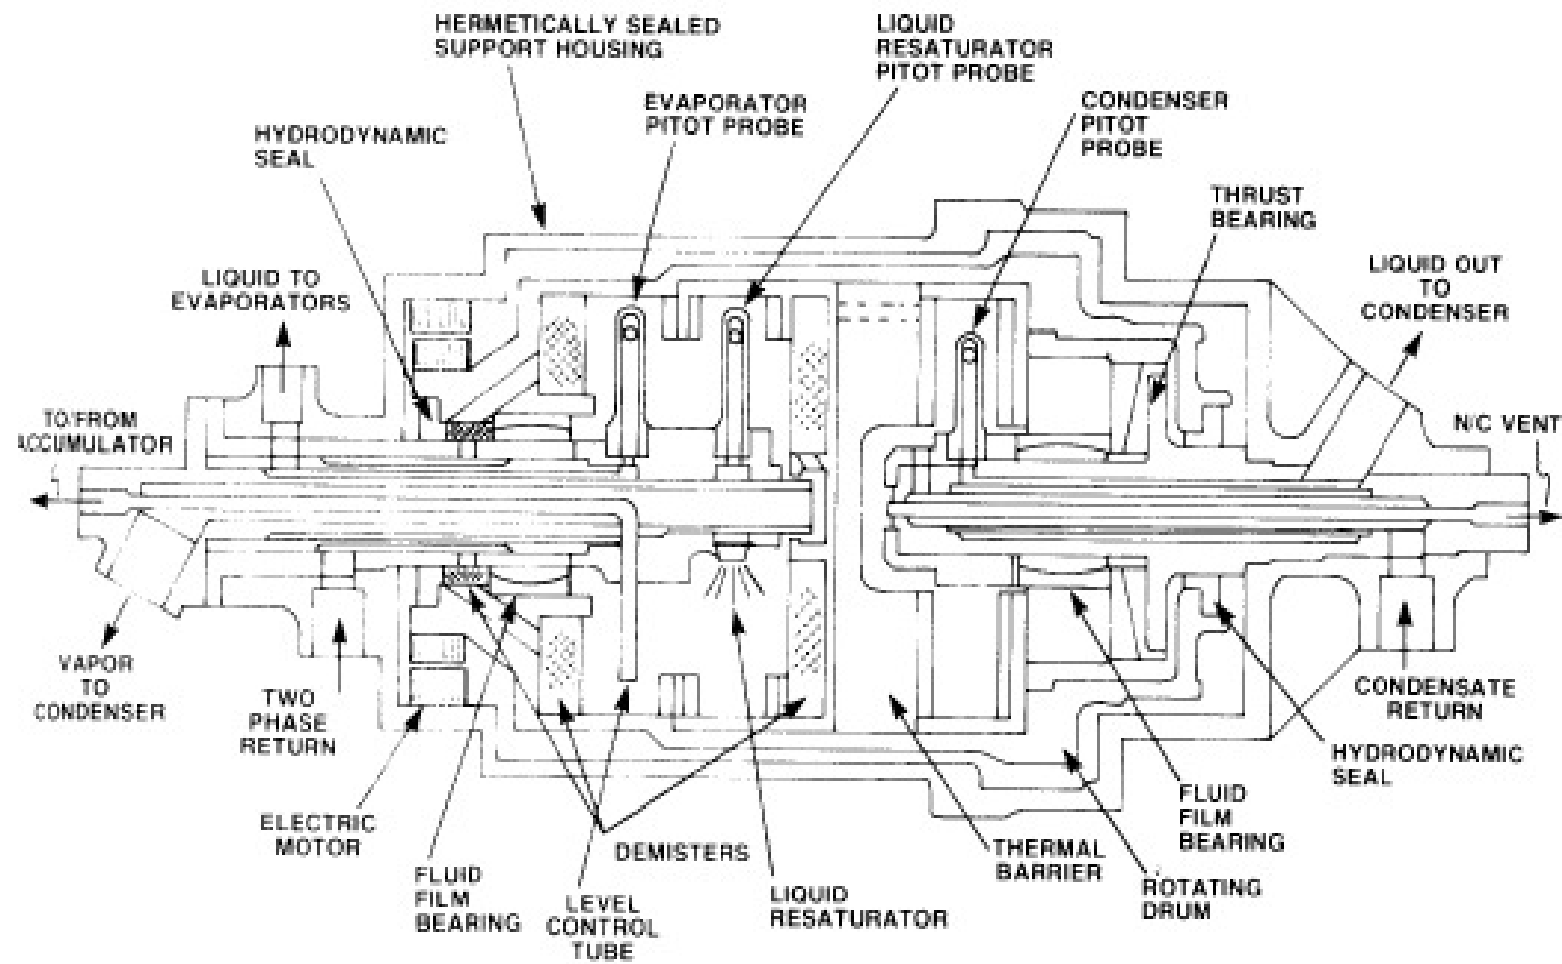 HERMETICALLY SEALED
SUPPORT HOUSING
LIQUID
RESATURATOR
PITOT PROBE
EVAPORATOR
PITOT PROBE
CONDENSER
PITOT
PROBE
HYDRODYNAMIC
SEAL
THRUST
BEARING
LIQUID TO
EVAPORATORS
LIQUID OUT
TO
CONDENSER
TO/FROM
ACCUMULATOR
N/C VENT
VAPOR
TO
CONDENSER
TWO
PHASE
RETURN
CONDENSATE
RETURN
HYDRODYNAMIC
SEAL
ELECTRIC
MOTOR
FLUID
FILM
BEARING
DEMISTERS
LEVEL
CONTROL
TUBE
LIQUID
RESATURATOR
THERMAL
BARRIER
FLUID
FILM
BEARING
ROTATING
DRUM